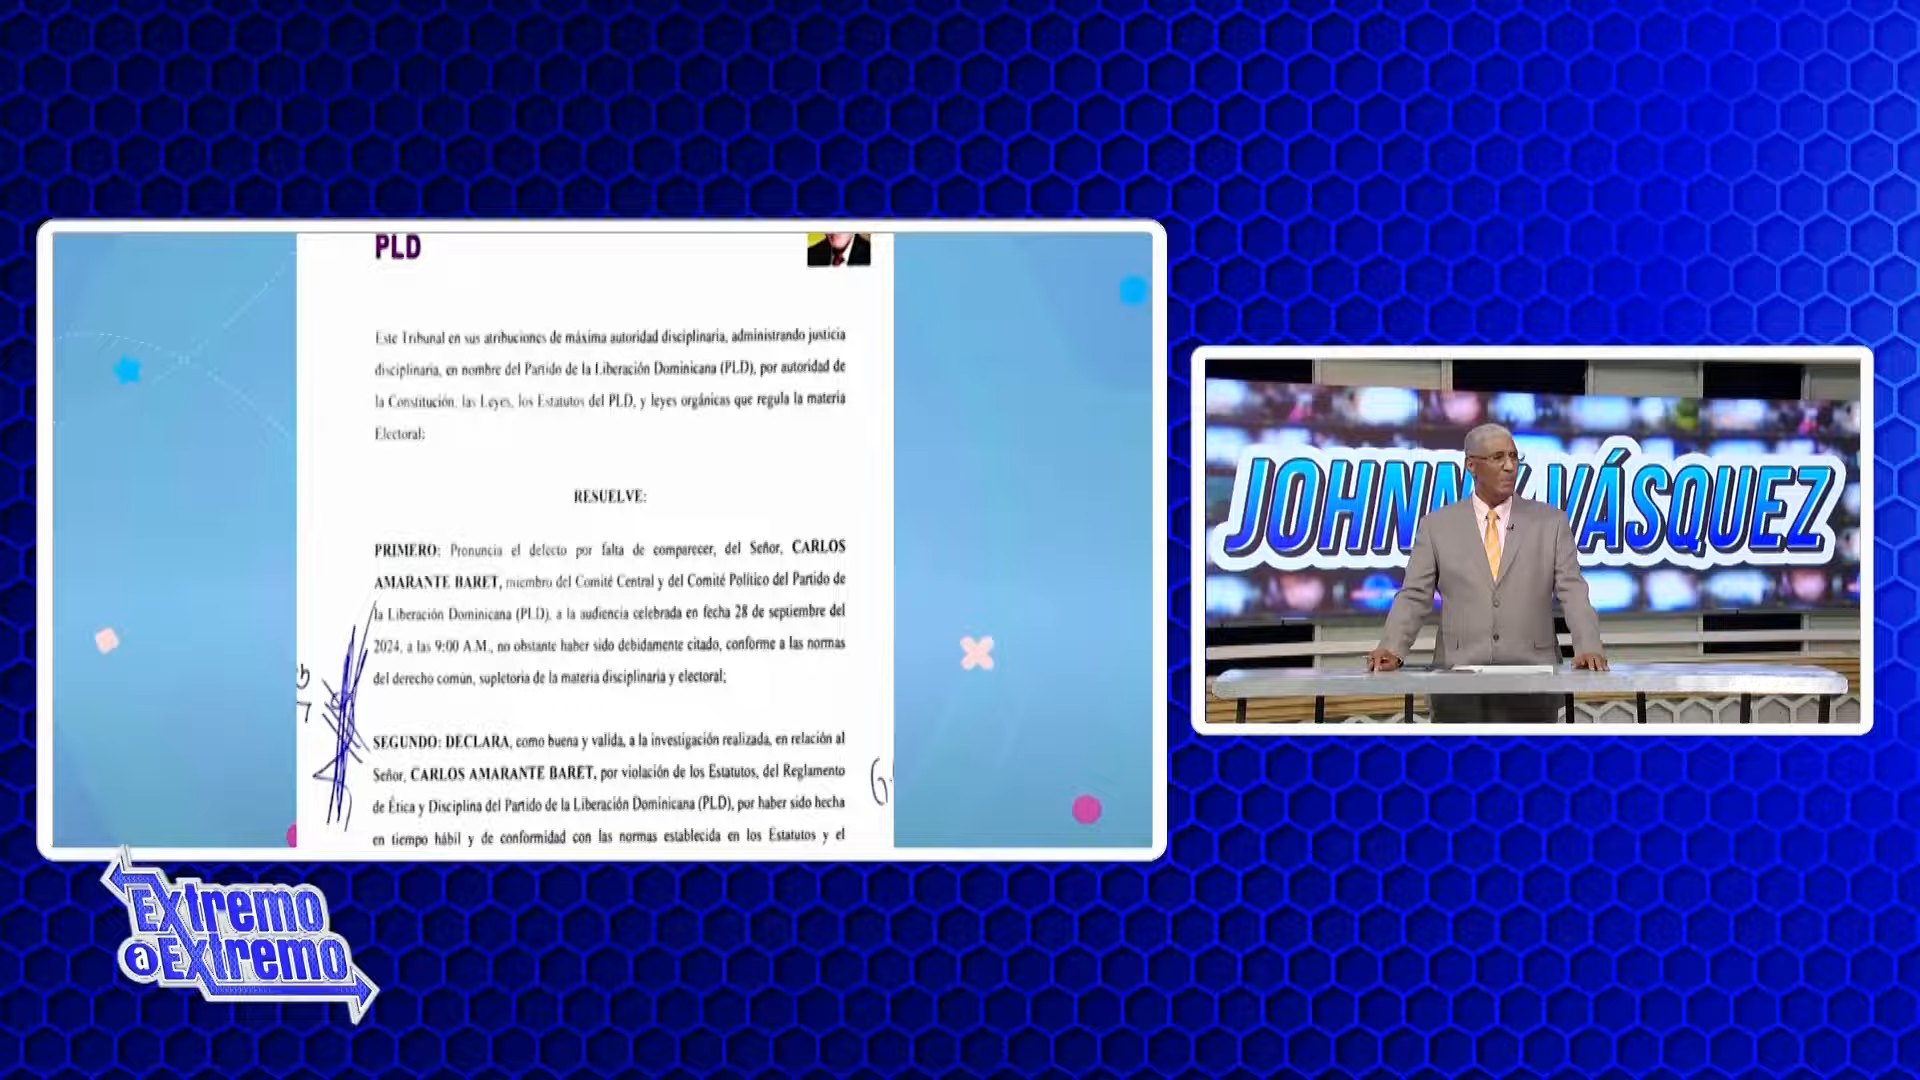 PLD
Este Tribunal en sus atribuciones de máxima autoridad disciplinaria, administrando justicia
disciplinaria, en nombre del Partido de la Liberación Dominicana (PLD), por autoridad de
la Constitución, las Leyes, los Estatutos del PLD, y leyes orgánicas que regula la materia
Electoral;
RESUELVE:
PRIMERO: Pronuncia el defecto por falta de comparecer, del Señor, CARLOS
AMARANTE BARET, miembro del Comité Central y del Comité Político del Partido de
la Liberación Dominicana (PLD), a la audiencia celebrada en fecha 28 de septiembre del
2024, a las 9:00 A.M., no obstante haber sido debidamente citado, conforme a las normas
del derecho común, supletoria de la materia disciplinaria y electoral;
SEGUNDO: DECLARA, como buena y valida, a la investigación realizada, en relación al
Señor, CARLOS AMARANTE BARET, por violación de los Estatutos, del Reglamento
de Ética y Disciplina del Partido de la Liberación Dominicana (PLD), por haber sido hecha
en tiempo hábil y de conformidad con las normas establecida en los Estatutos y el
JOHNNY VÁSQUEZ
Extremo
a Extremo